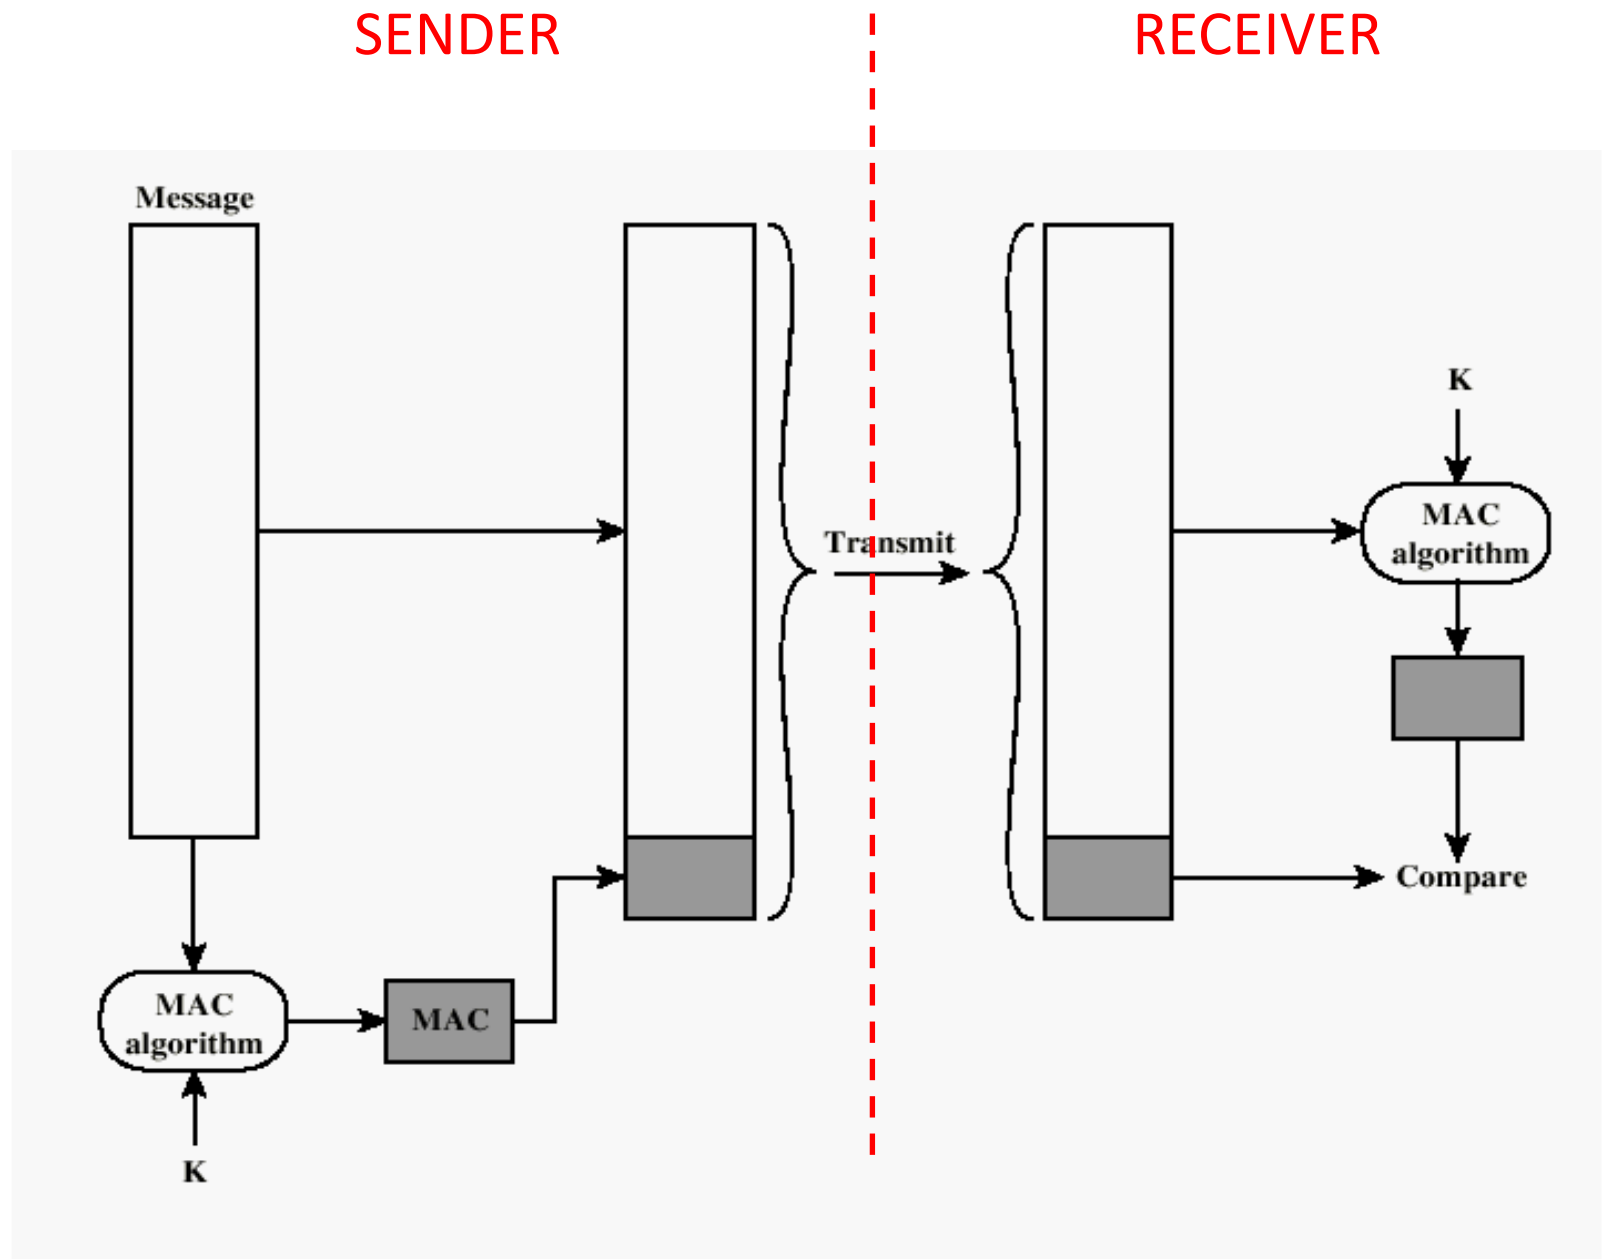 SENDER
RECEIVER
Message
K
MAC
algorithm
Transmit
Compare
MAC
algorithm
MAC
K